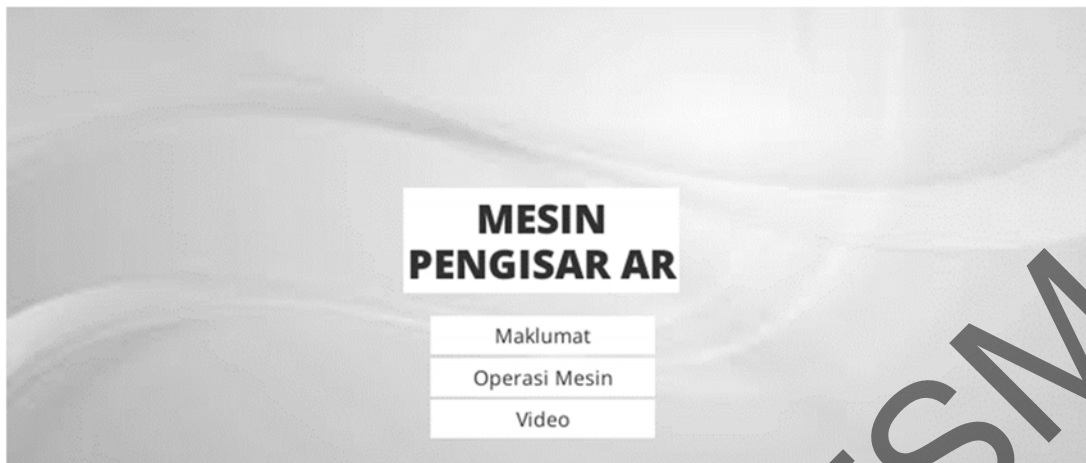 MESIN
PENGISAR AR
Maklumat
Operasi Mesin
Video